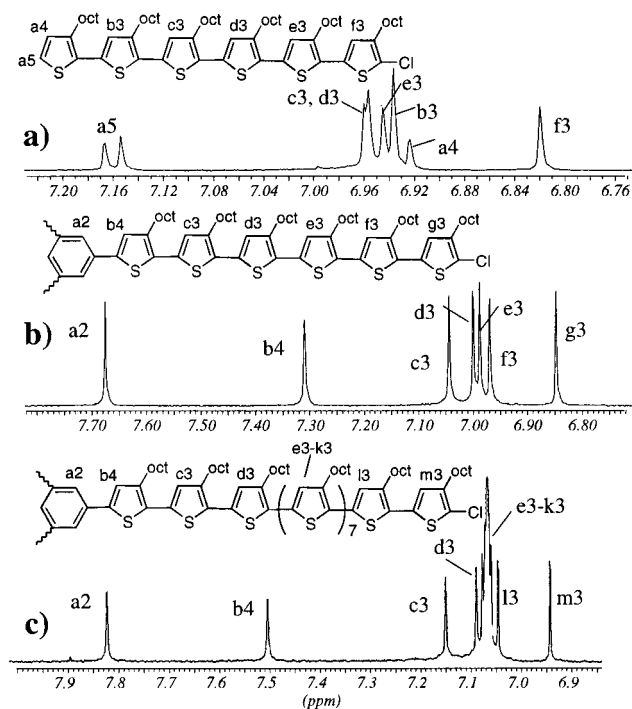 a4 oct b3 oct c3 oct d3 oct e3 oct f3 oct
a5 S S S S S S Cl
a)
a5 c3, d3 e3 b3 a4 f3
7.20 7.16 7.12 7.08 7.04 7.00 6.96 6.92 6.88 6.84 6.80 6.76
a2 b4 oct c3 oct d3 oct e3 oct f3 oct g3 oct
S S S S S S Cl
b)
a2 b4 c3 d3 e3 f3 g3
7.70 7.60 7.50 7.40 7.30 7.20 7.10 7.00 6.90 6.80
e3-k3
a2 b4 oct c3 oct d3 oct oct l3 oct m3 oct
S S S ( S ) 7 S S Cl
c)
a2 b4 c3 d3 e3-k3 l3 m3
7.9 7.8 7.7 7.6 7.5 7.4 7.3 7.2 7.1 7.0 6.9
(ppm)